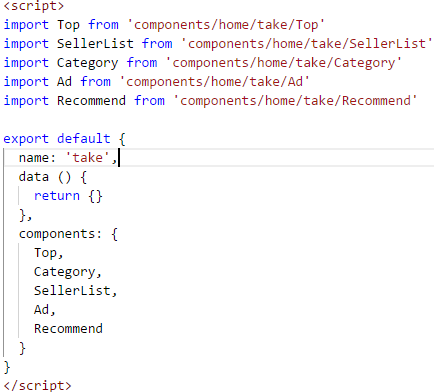 <script>
import Top from 'components/home/take/Top'
import SellerList from 'components/home/take/SellerList'
import Category from 'components/home/take/Category'
import Ad from 'components/home/take/Ad'
import Recommend from 'components/home/take/Recommend'

export default {
  name: 'take',
  data () {
    return {}
  },
  components: {
    Top,
    Category,
    SellerList,
    Ad,
    Recommend
  }
}
</script>